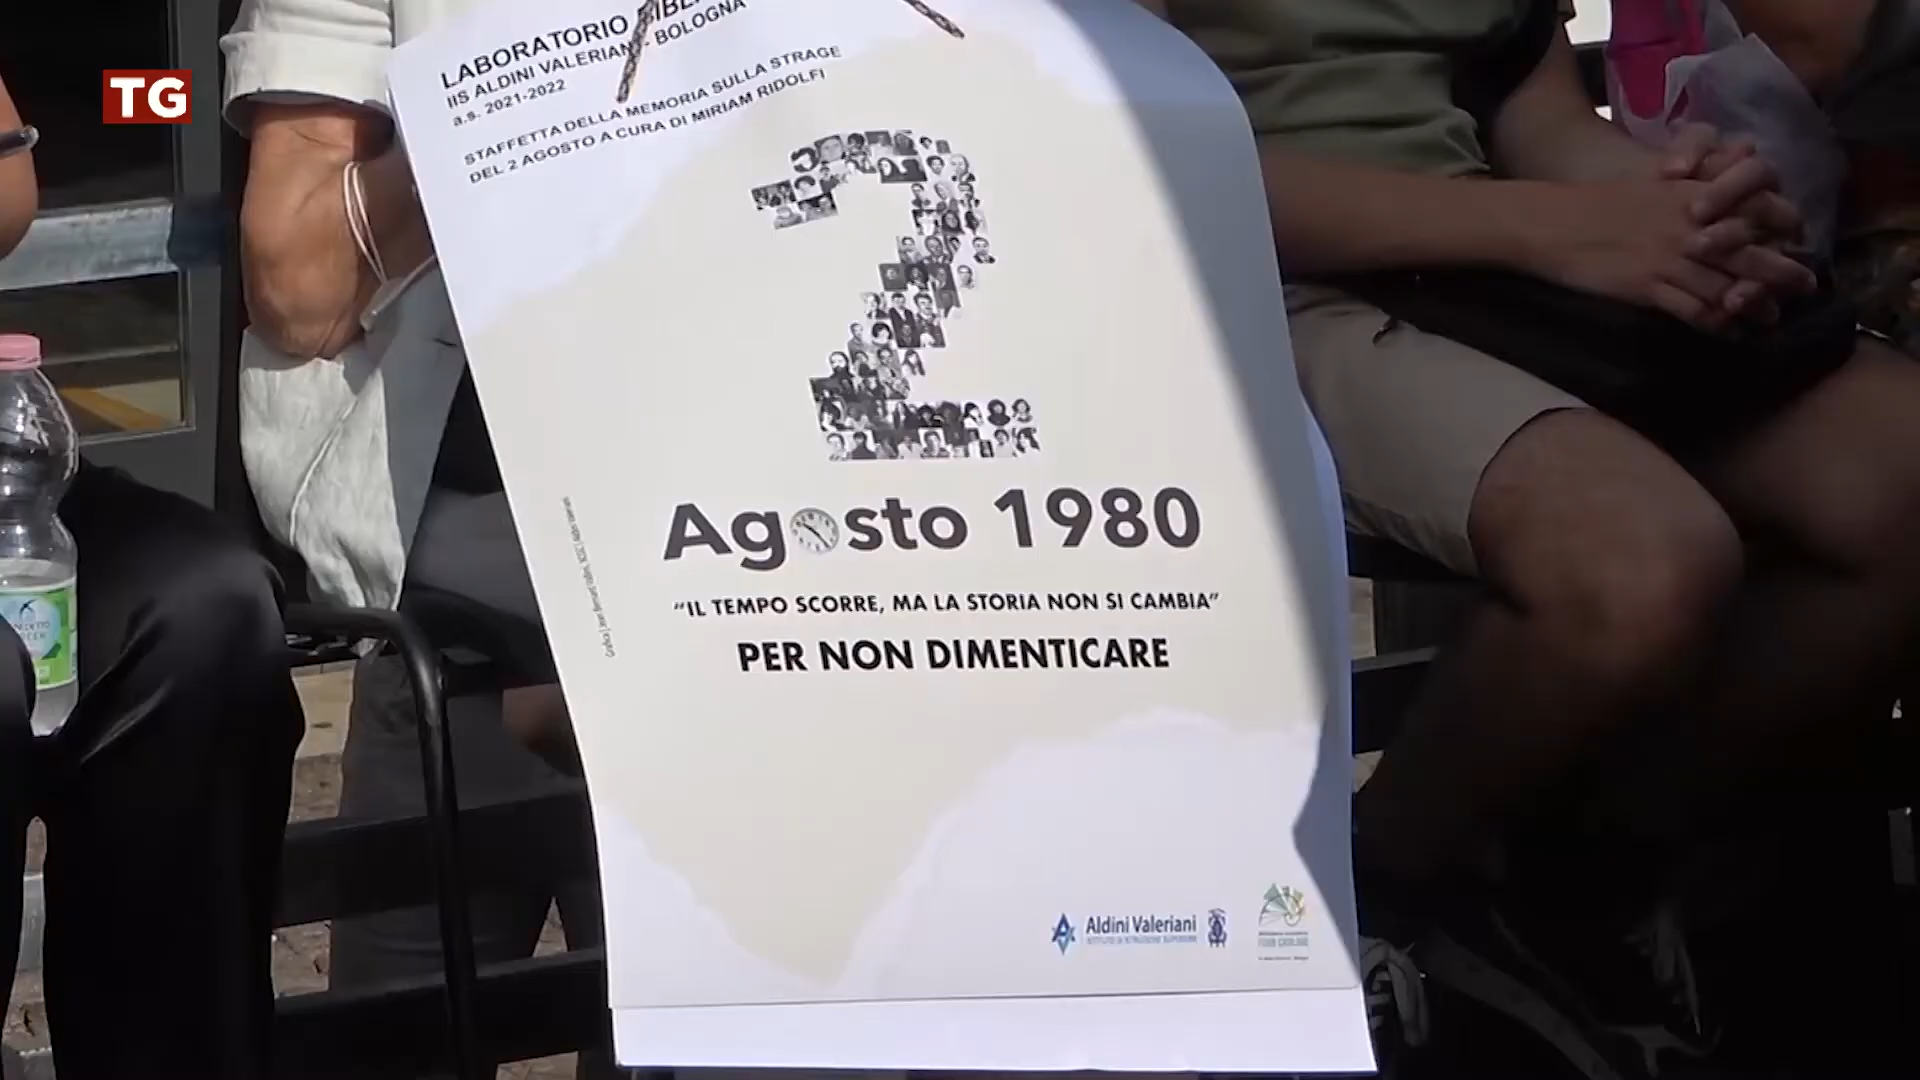 TG
LABORATORIO
IIS ALDINI VALERIANI - BOLOGNA
a.s. 2021-2022
STAFFETTA DELLA MEMORIA SULLA STRAGE
DEL 2 AGOSTO A CURA DI MIRIAM RIDOLFI
2
Agosto 1980
“IL TEMPO SCORRE, MA LA STORIA NON SI CAMBIA”
PER NON DIMENTICARE
Aldini Valeriani
ISTITUTO DI ISTRUZIONE SUPERIORE